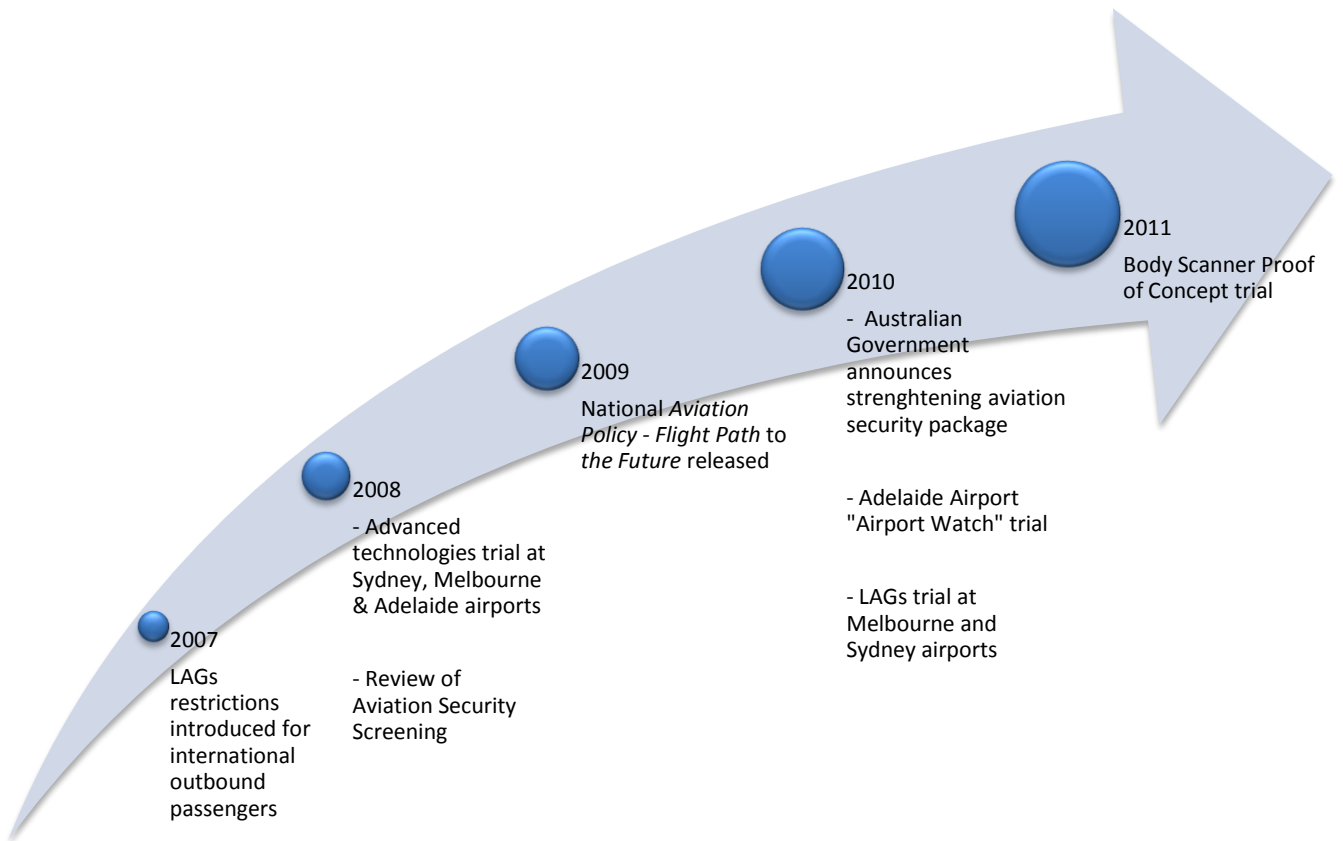 2007
LAGs
restrictions
introduced for
international
outbound
passengers
2008
- Advanced
technologies trial at
Sydney, Melbourne
& Adelaide airports
- Review of
Aviation Security
Screening
2009
National Aviation
Policy - Flight Path to
the Future released
2010
- Australian
Government
announces
strenghtening aviation
security package
- Adelaide Airport
"Airport Watch" trial
- LAGs trial at
Melbourne and
Sydney airports
2011
Body Scanner Proof
of Concept trial